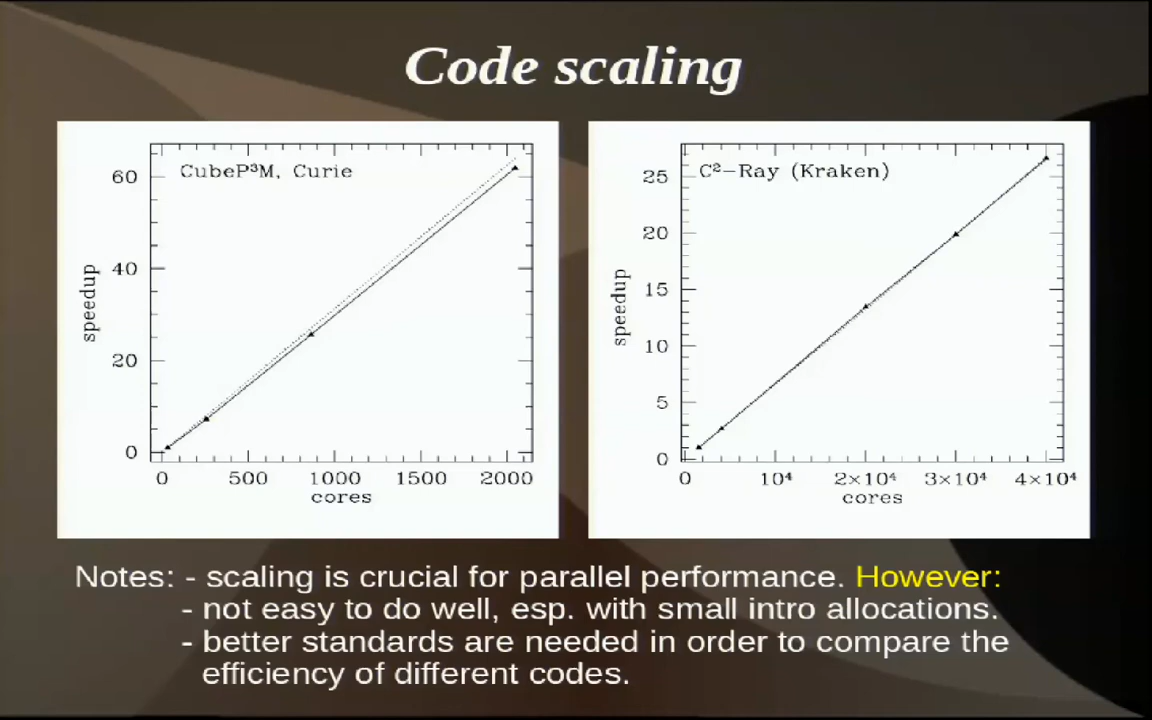 Code scaling
CubeP³M, Curie
60
40
20
0
speedup
0 500 1000 1500 2000
cores
C²-Ray (Kraken)
25
20
15
10
5
0
speedup
0 10⁴ 2×10⁴ 3×10⁴ 4×10⁴
cores
Notes: - scaling is crucial for parallel performance. However:
- not easy to do well, esp. with small intro allocations.
- better standards are needed in order to compare the
efficiency of different codes.